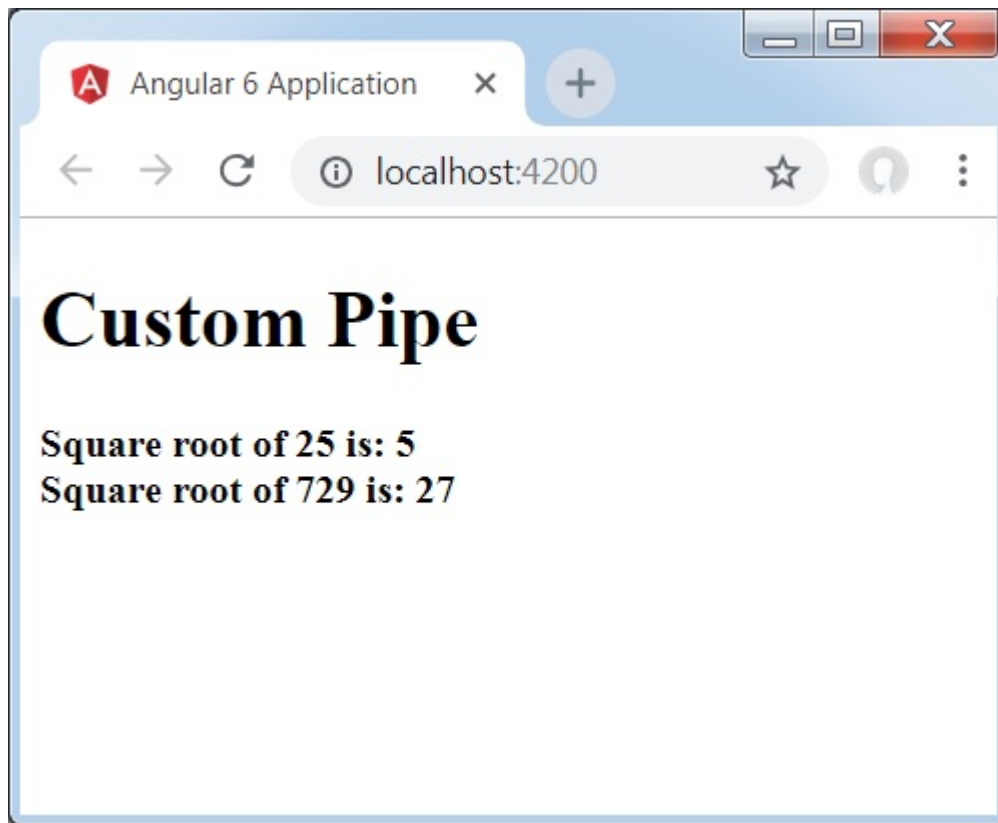 Angular 6 Application
localhost:4200
Custom Pipe
Square root of 25 is: 5
Square root of 729 is: 27